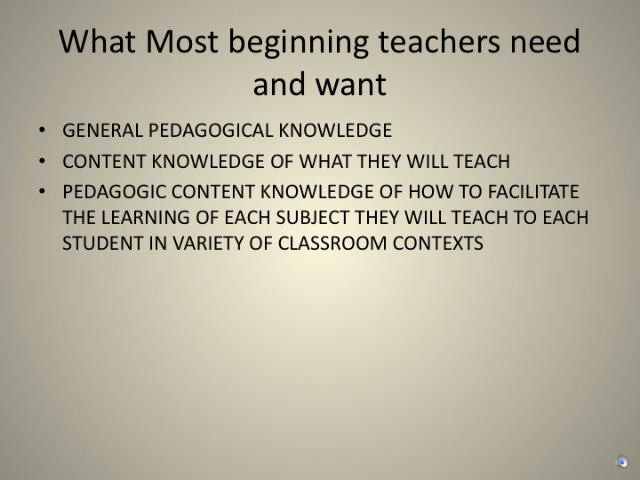 What Most beginning teachers need
and want
• GENERAL PEDAGOGICAL KNOWLEDGE
• CONTENT KNOWLEDGE OF WHAT THEY WILL TEACH
• PEDAGOGIC CONTENT KNOWLEDGE OF HOW TO FACILITATE
THE LEARNING OF EACH SUBJECT THEY WILL TEACH TO EACH
STUDENT IN VARIETY OF CLASSROOM CONTEXTS